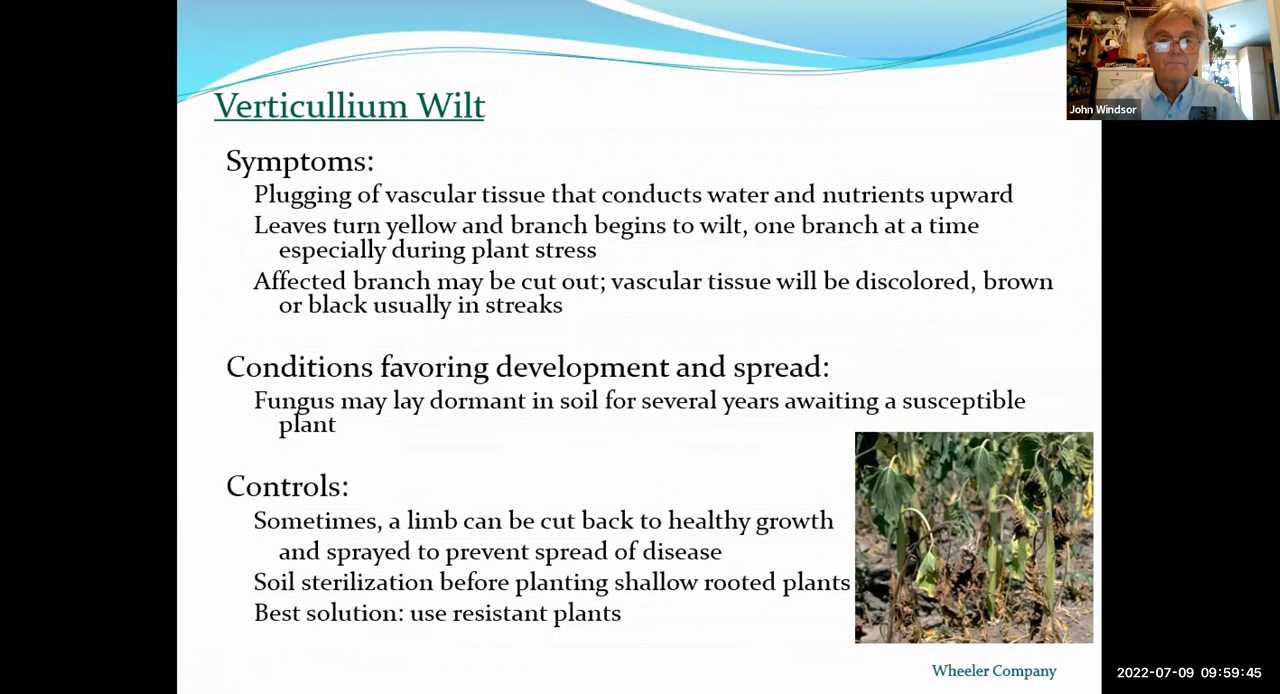 Verticullium Wilt
John Windsor
Symptoms:
Plugging of vascular tissue that conducts water and nutrients upward
Leaves turn yellow and branch begins to wilt, one branch at a time
especially during plant stress
Affected branch may be cut out; vascular tissue will be discolored, brown
or black usually in streaks
Conditions favoring development and spread:
Fungus may lay dormant in soil for several years awaiting a susceptible
plant
Controls:
Sometimes, a limb can be cut back to healthy growth
and sprayed to prevent spread of disease
Soil sterilization before planting shallow rooted plants
Best solution: use resistant plants
Wheeler Company
2022-07-09 09:59:45